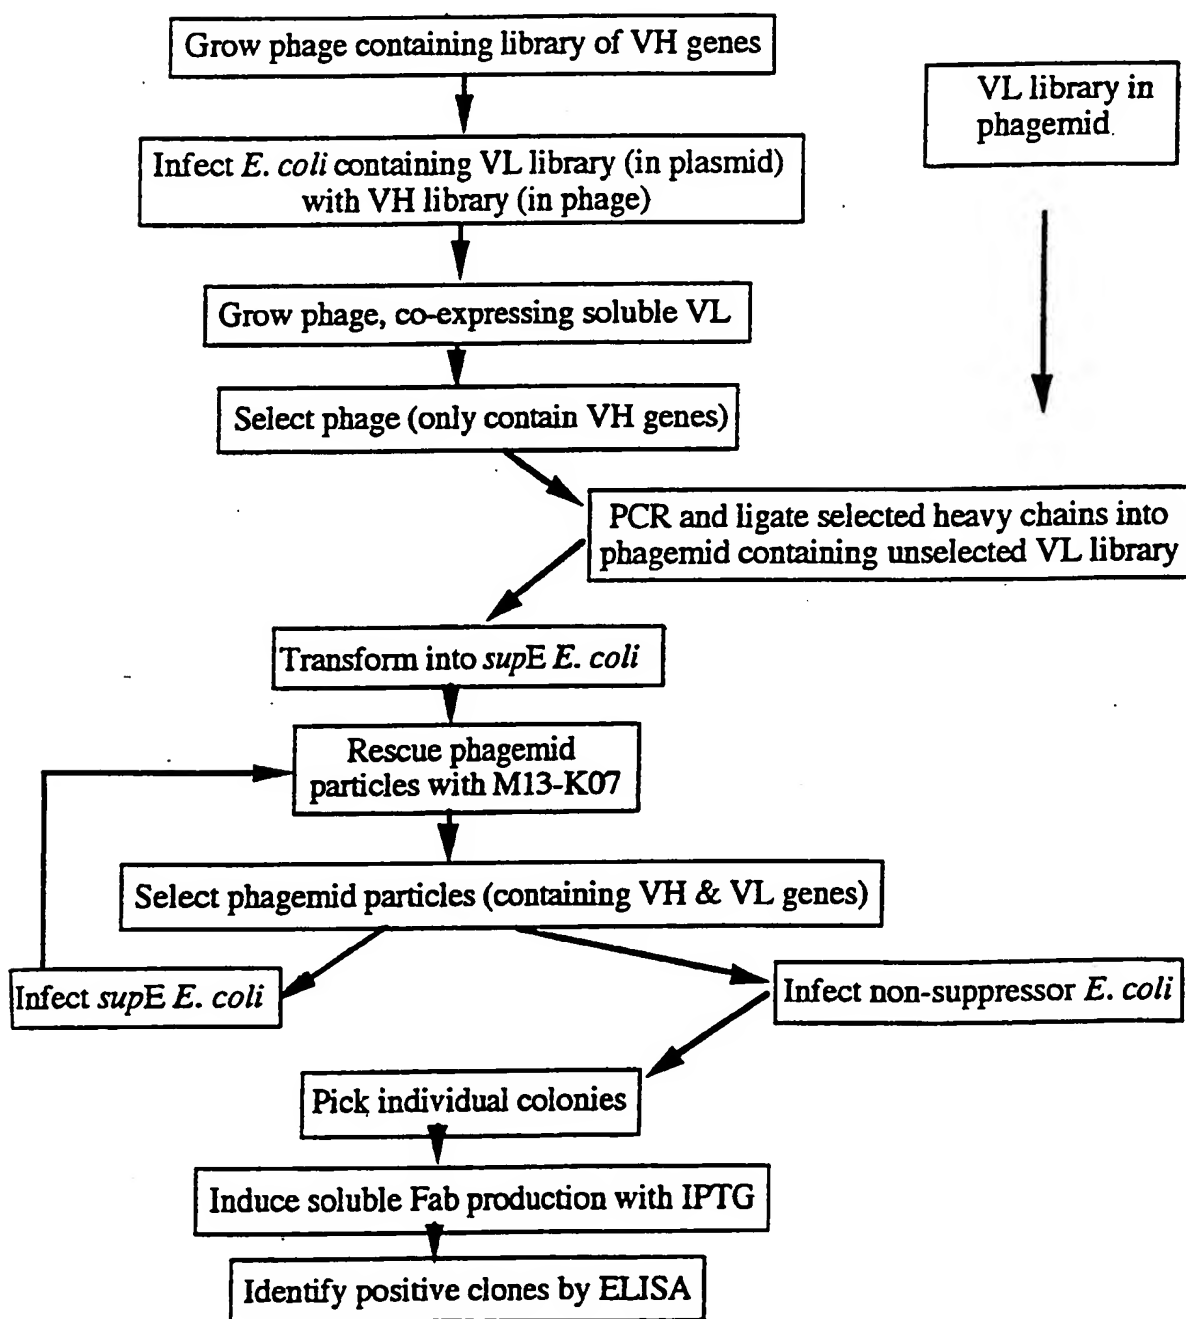 Grow phage containing library of VH genes
VL library in
phagemid.
Infect E. coli containing VL library (in plasmid)
with VH library (in phage)
Grow phage, co-expressing soluble VL
Select phage (only contain VH genes)
PCR and ligate selected heavy chains into
phagemid containing unselected VL library
Transform into supE E. coli
Rescue phagemid
particles with M13-K07
Select phagemid particles (containing VH & VL genes)
Infect supE E. coli
Infect non-suppressor E. coli
Pick individual colonies
Induce soluble Fab production with IPTG
Identify positive clones by ELISA